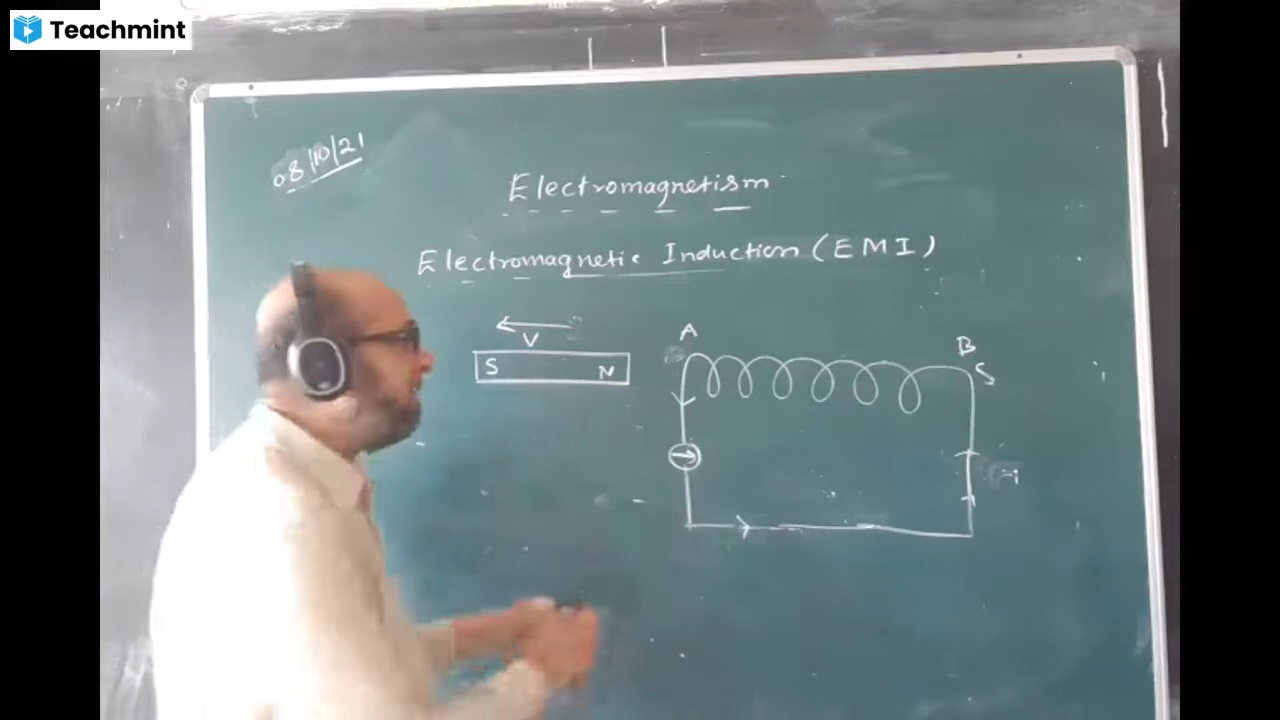 Teachmint
08/10/21
Electromagnetism
Electromagnetic Induction (EMI)
V
S N
A
B
S